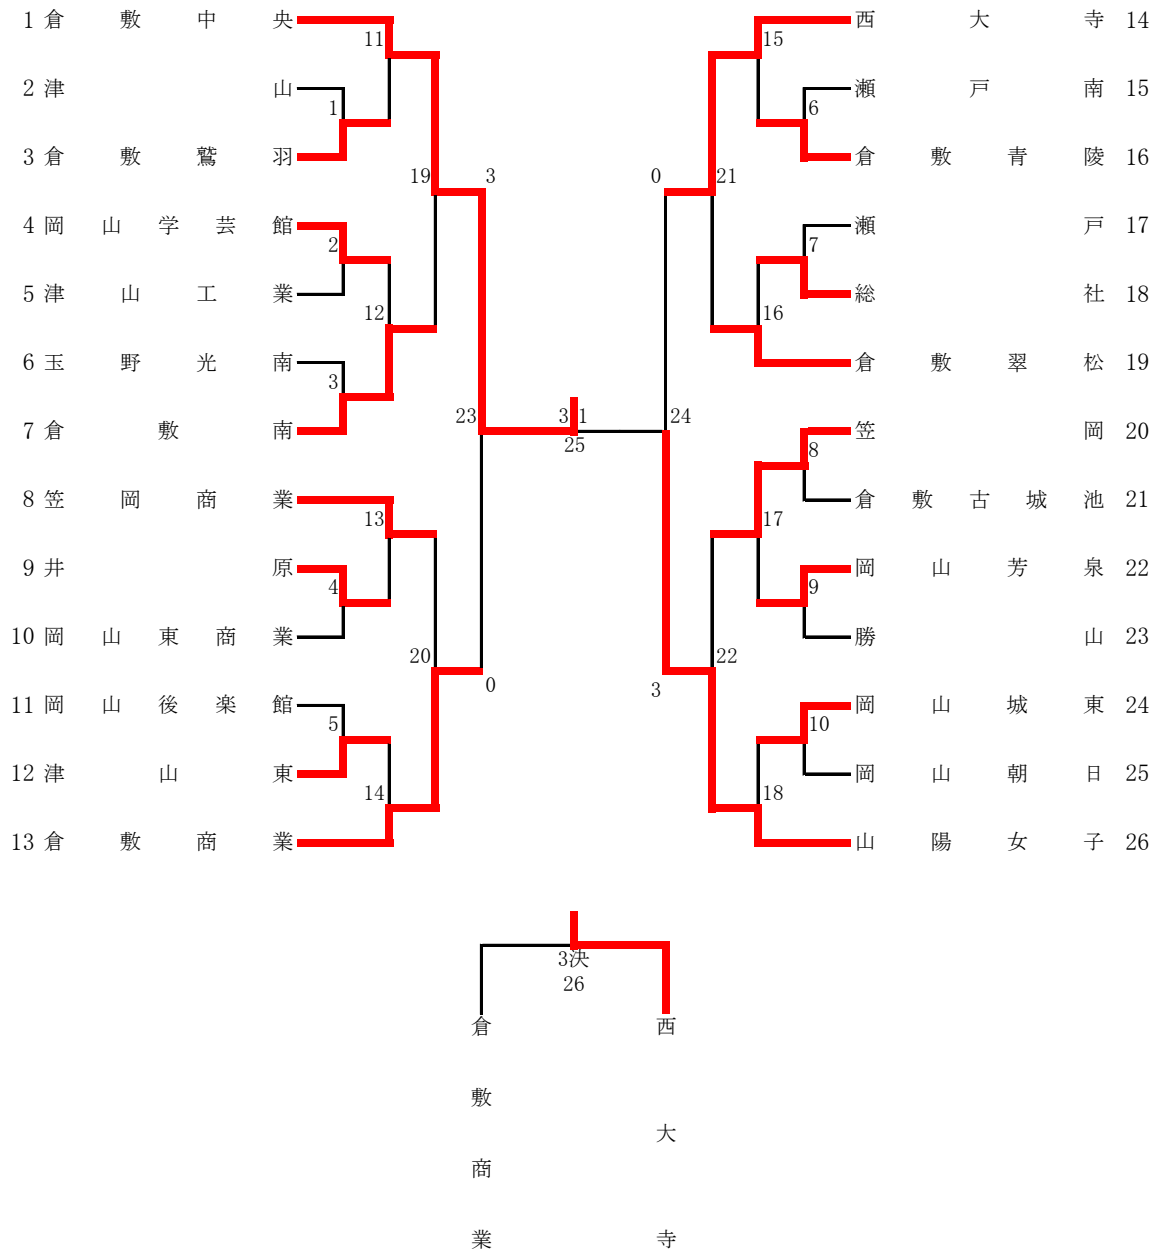 1 倉敷中央
2 津山
3 倉敷鷲羽
4 岡山学芸館
5 津山工業
6 玉野光南
7 倉敷南
8 笠岡商業
9 井原
10 岡山東商業
11 岡山後楽館
12 津山東
13 倉敷商業
11
1
2
12
3
13
4
5
14
19
20
3
23
0
3 1
25
0
24
3
21
22
15
6
7
16
8
17
9
10
18
西大寺 14
瀬戸南 15
倉敷青陵 16
瀬戸 17
総社 18
倉敷翠松 19
笠岡 20
倉敷古城池 21
岡山芳泉 22
勝山 23
岡山城東 24
岡山朝日 25
山陽女子 26
3決
26
倉敷商業
西大寺